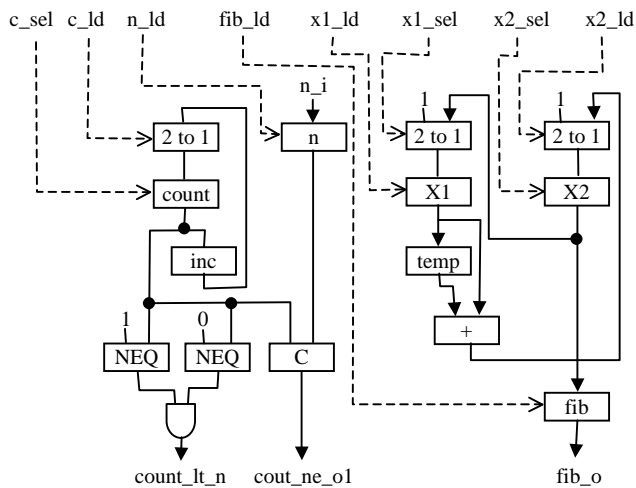 c_sel c_ld n_ld fib_ld x1_ld x1_sel x2_sel x2_ld
n_i
1 1
2 to 1 n 2 to 1 2 to 1
count X1 X2
inc temp
1 0 +
NEQ NEQ C
fib
count_lt_n cout_ne_o1 fib_o